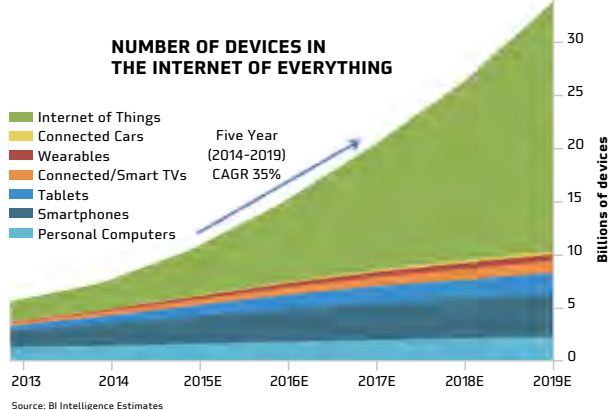 NUMBER OF DEVICES IN
THE INTERNET OF EVERYTHING
Internet of Things
Connected Cars
Wearables
Connected/Smart TVs
Tablets
Smartphones
Personal Computers
Five Year
(2014-2019)
CAGR 35%
30
25
20
15
10
5
0
Billions of devices
2013 2014 2015E 2016E 2017E 2018E 2019E
Source: BI Intelligence Estimates